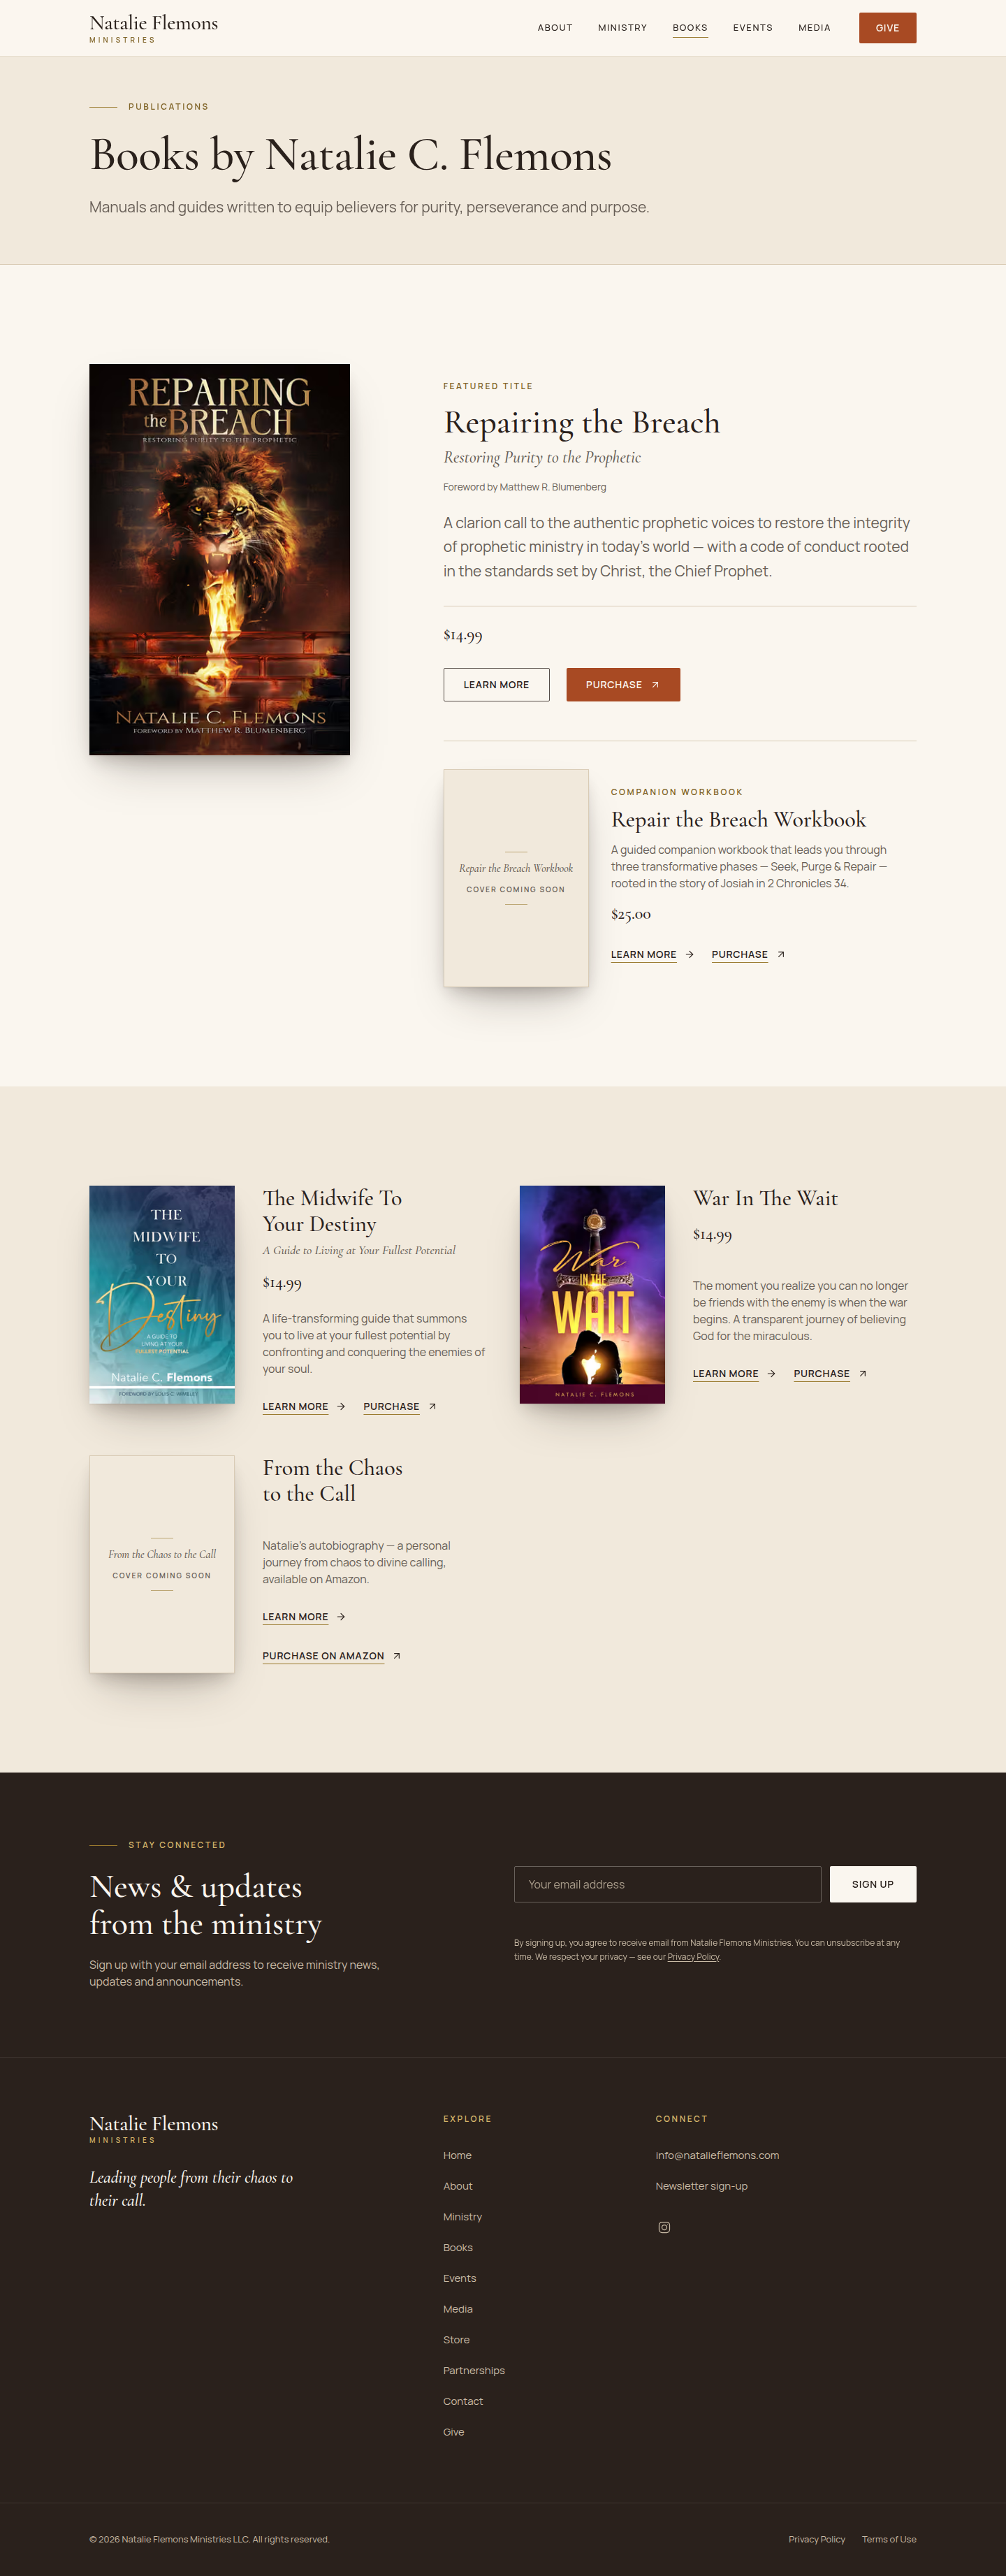 Natalie Flemons
MINISTRIES
ABOUT
MINISTRY
BOOKS
EVENTS
MEDIA
GIVE
PUBLICATIONS
Books by Natalie C. Flemons
Manuals and guides written to equip believers for purity, perseverance and purpose.
REPAIRING
the BREACH
RESTORING PURITY TO THE PROPHETIC
NATALIE C. FLEMONS
FOREWORD BY MATTHEW R. BLUMENBERG
FEATURED TITLE
Repairing the Breach
Restoring Purity to the Prophetic
Foreword by Matthew R. Blumenberg
A clarion call to the authentic prophetic voices to restore the integrity
of prophetic ministry in today's world — with a code of conduct rooted
in the standards set by Christ, the Chief Prophet.
$14.99
LEARN MORE
PURCHASE
Repair the Breach Workbook
COVER COMING SOON
COMPANION WORKBOOK
Repair the Breach Workbook
A guided companion workbook that leads you through
three transformative phases — Seek, Purge & Repair —
rooted in the story of Josiah in 2 Chronicles 34.
$25.00
LEARN MORE
PURCHASE
THE
MIDWIFE
TO
YOUR
Destiny
A GUIDE TO
LIVING AT YOUR
FULLEST POTENTIAL
Natalie C. Flemons
The Midwife To
Your Destiny
A Guide to Living at Your Fullest Potential
$14.99
A life-transforming guide that summons
you to live at your fullest potential by
confronting and conquering the enemies of
your soul.
LEARN MORE
PURCHASE
War
IN THE
WAIT
NATALIE C. FLEMONS
War In The Wait
$14.99
The moment you realize you can no longer
be friends with the enemy is when the war
begins. A transparent journey of believing
God for the miraculous.
LEARN MORE
PURCHASE
From the Chaos to the Call
COVER COMING SOON
From the Chaos
to the Call
Natalie's autobiography — a personal
journey from chaos to divine calling,
available on Amazon.
LEARN MORE
PURCHASE ON AMAZON
STAY CONNECTED
News & updates
from the ministry
Sign up with your email address to receive ministry news,
updates and announcements.
Your email address
SIGN UP
By signing up, you agree to receive email from Natalie Flemons Ministries. You can unsubscribe at any
time. We respect your privacy — see our Privacy Policy.
Natalie Flemons
MINISTRIES
Leading people from their chaos to
their call.
EXPLORE
Home
About
Ministry
Books
Events
Media
Store
Partnerships
Contact
Give
CONNECT
info@natalieflemons.com
Newsletter sign-up
© 2026 Natalie Flemons Ministries LLC. All rights reserved.
Privacy Policy
Terms of Use